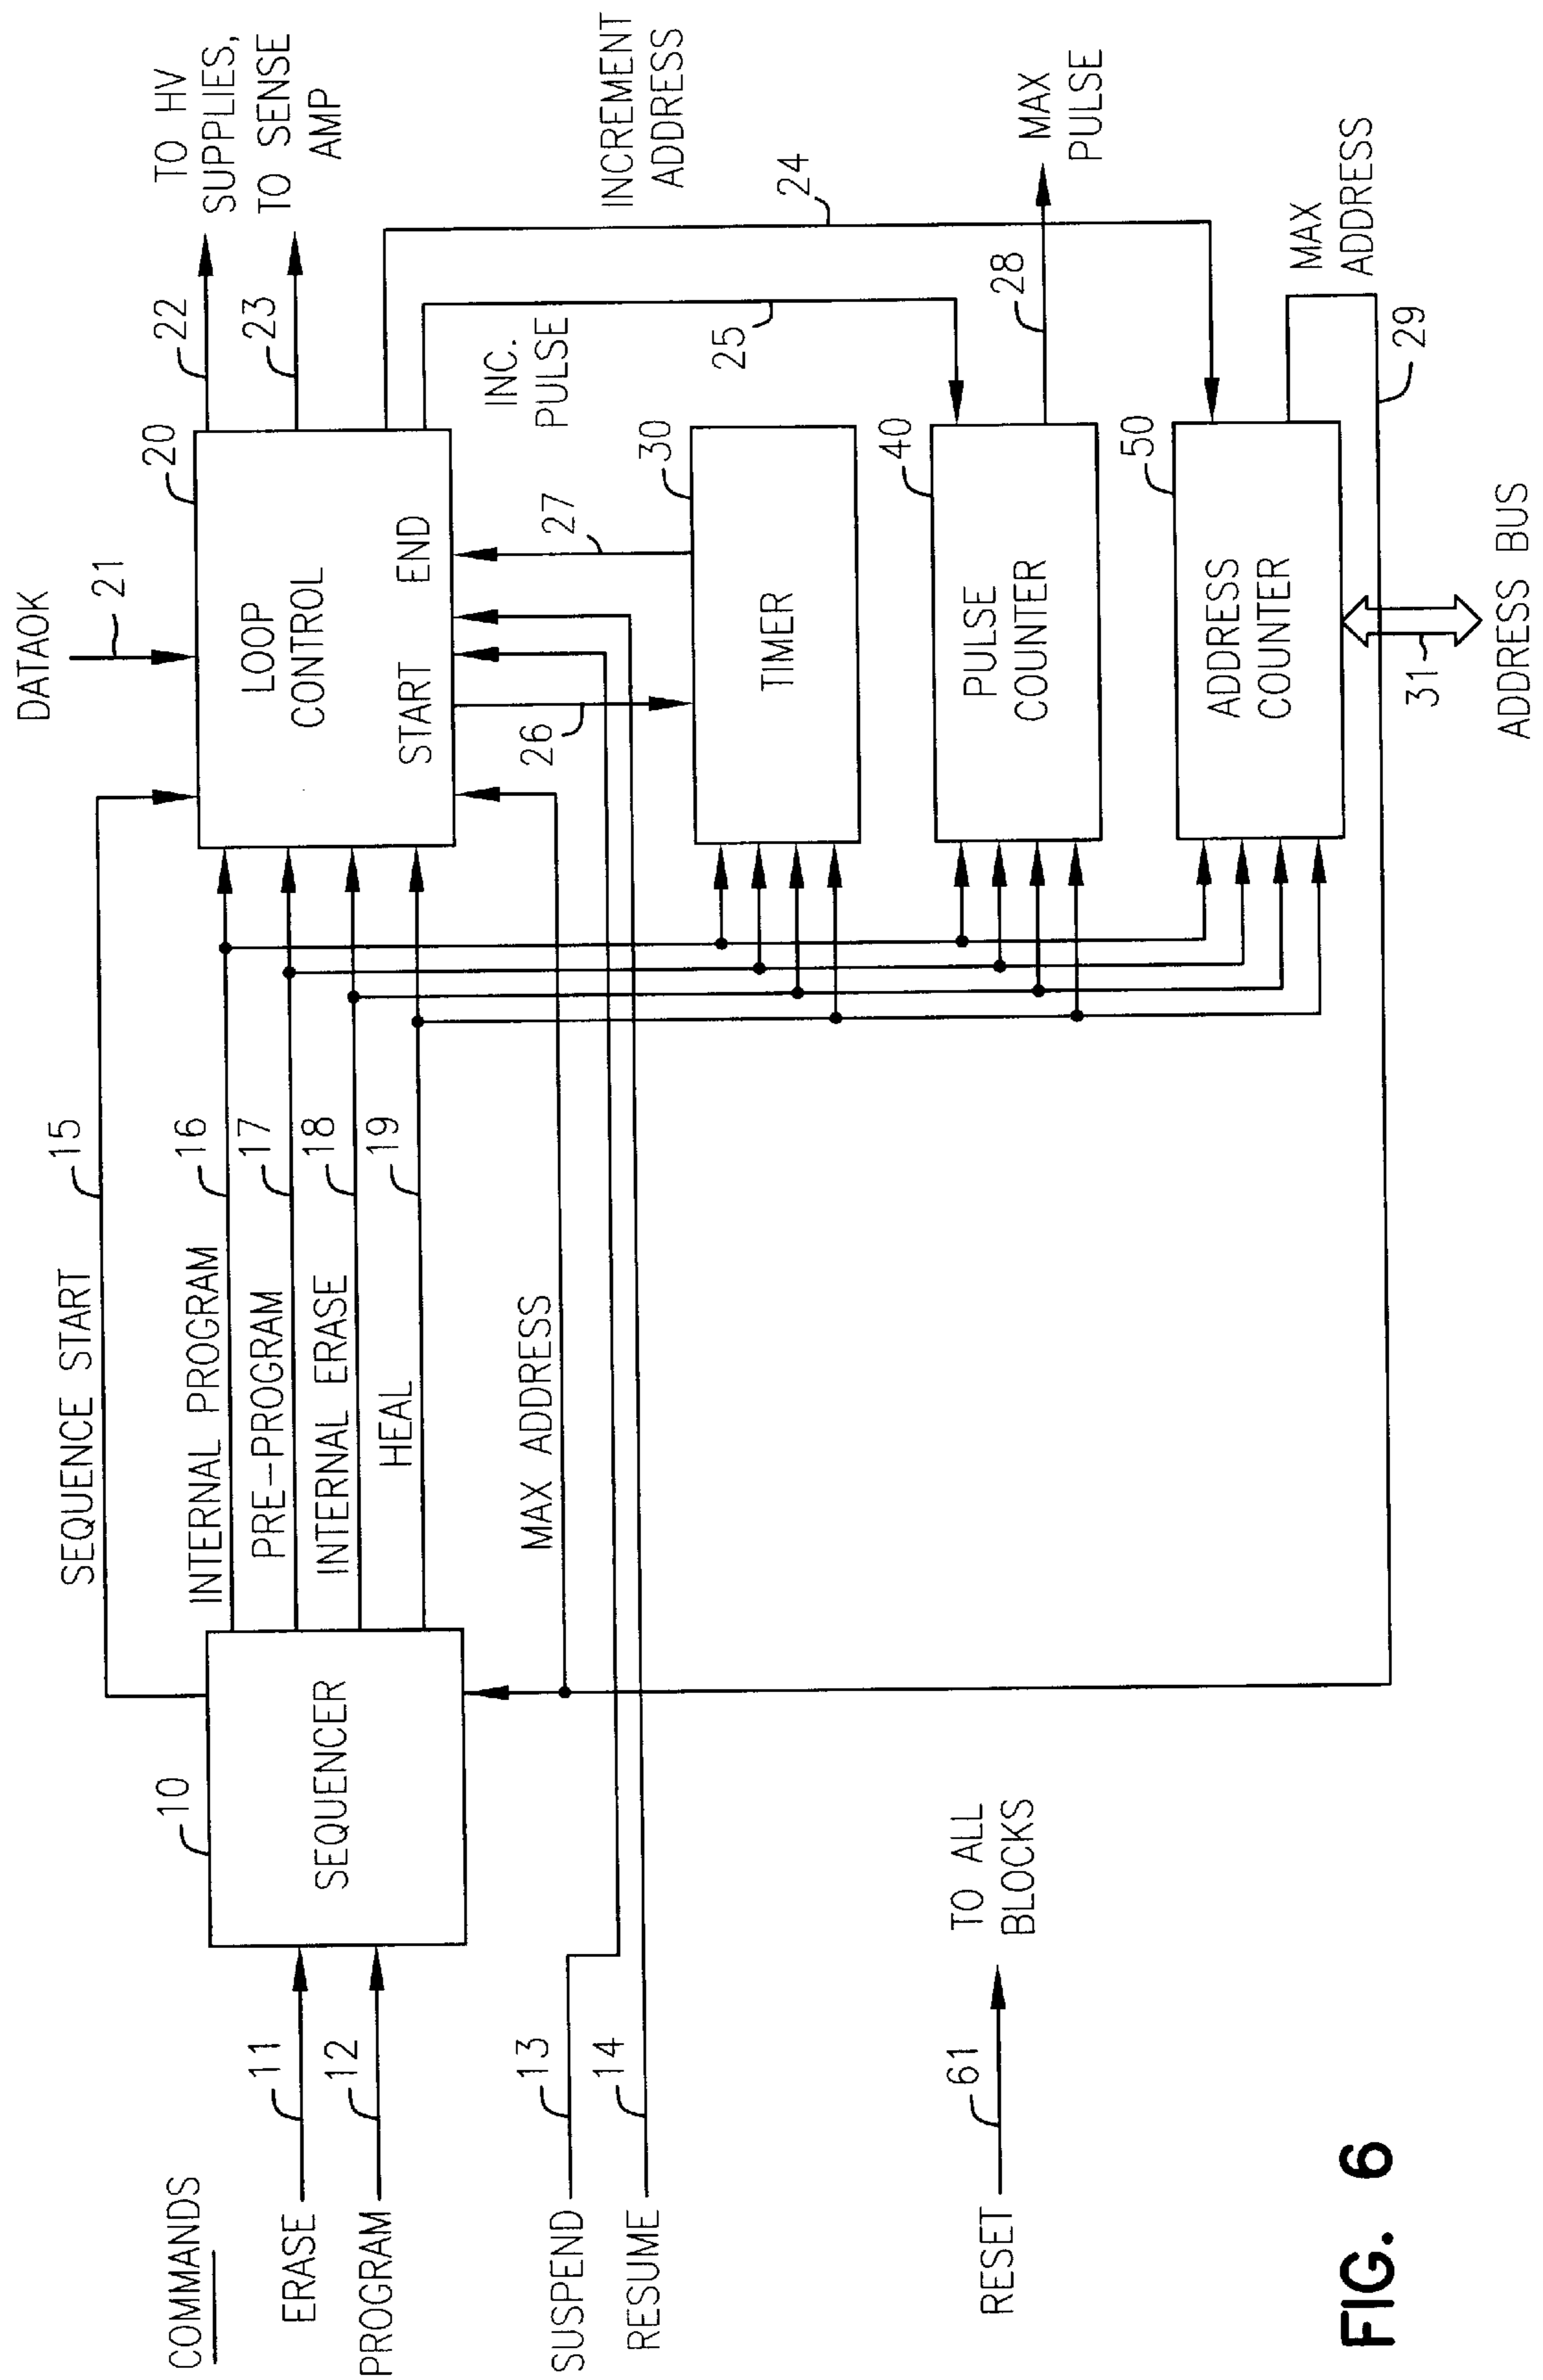 COMMANDS
ERASE
11
PROGRAM
12
SUSPEND
13
RESUME
14
RESET
61
TO ALL
BLOCKS
10
SEQUENCER
SEQUENCE START
15
INTERNAL PROGRAM
16
PRE-PROGRAM
17
INTERNAL ERASE
18
HEAL
19
MAX ADDRESS
DATAOK
21
20
LOOP
CONTROL
START
END
26
27
22
TO HV
SUPPLIES,
23
TO SENSE
AMP
INC.
PULSE
25
INCREMENT
ADDRESS
24
30
TIMER
40
PULSE
COUNTER
28
MAX
PULSE
50
ADDRESS
COUNTER
MAX
ADDRESS
29
31
ADDRESS BUS
FIG. 6